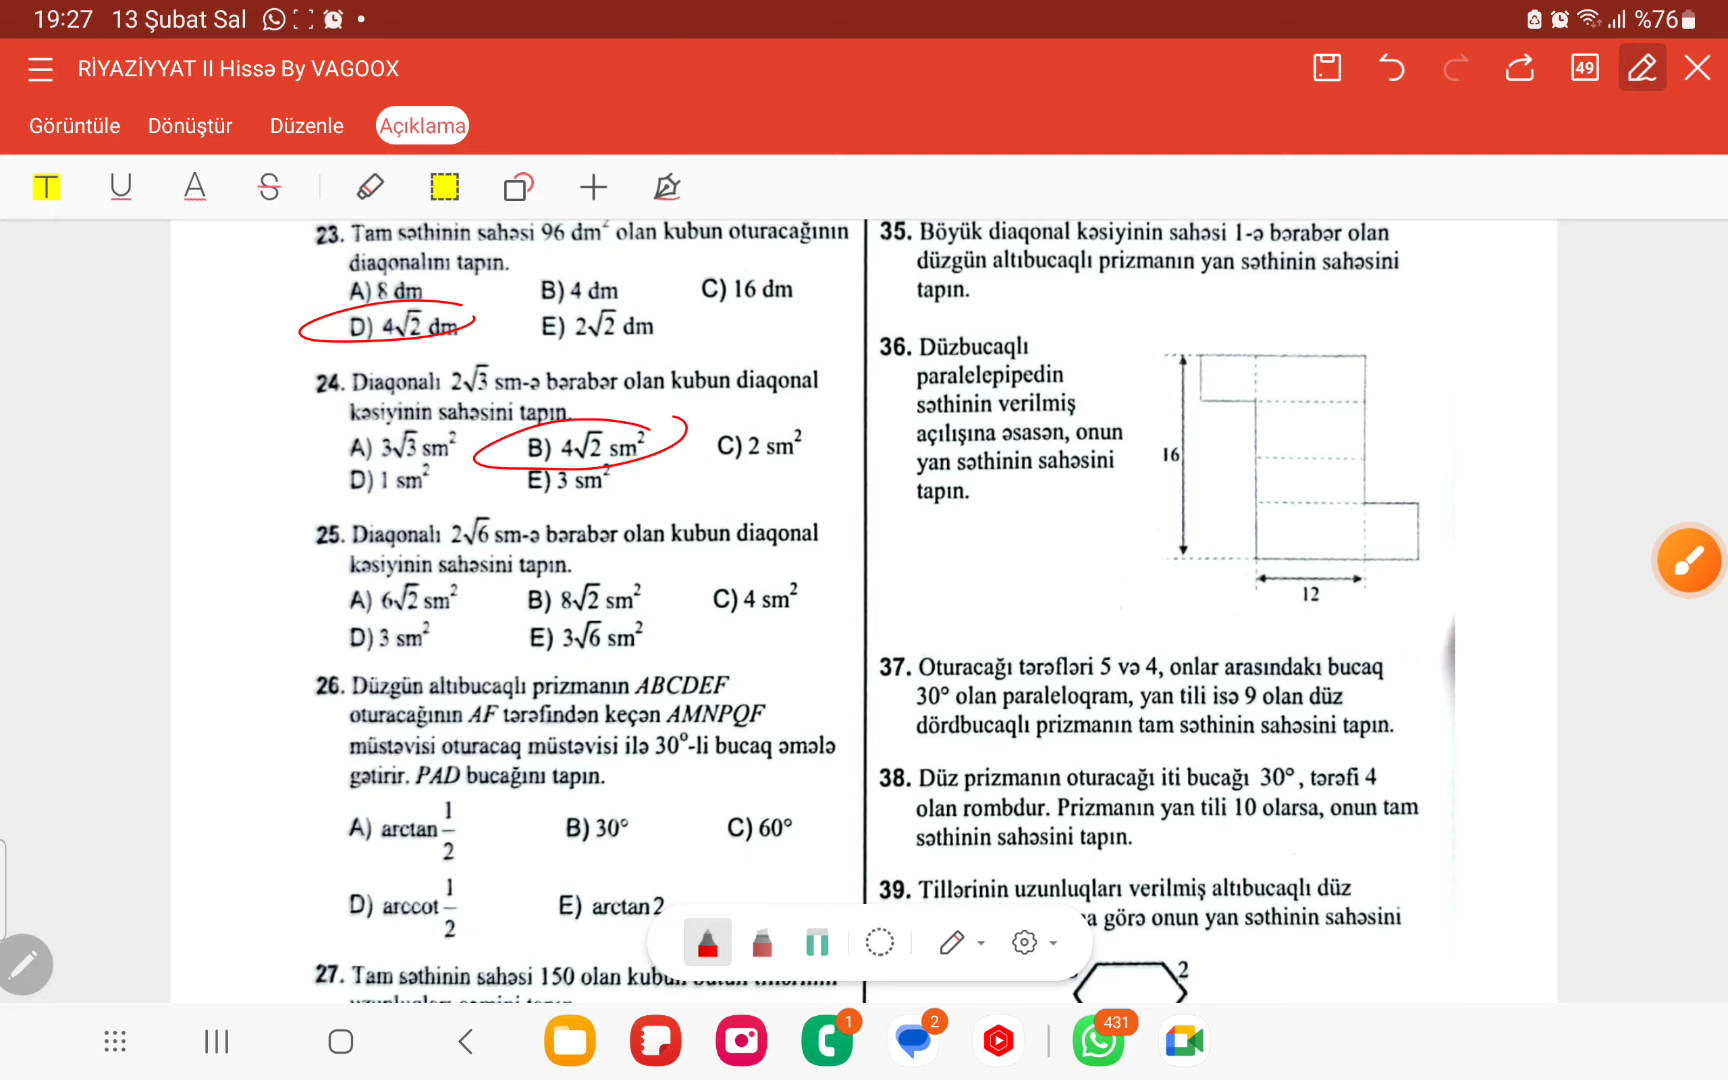 19:27 13 Şubat Sal
%76
RİYAZİYYAT II Hissə By VAGOOX
49
Görüntüle Dönüştür Düzenle Açıklama
T U A S
23. Tam səthinin sahəsi 96 dm² olan kubun oturacağının
diaqonalını tapın.
A) 8 dm B) 4 dm C) 16 dm
D) 4√2 dm E) 2√2 dm
24. Diaqonalı 2√3 sm-ə bərabər olan kubun diaqonal
kəsiyinin sahəsini tapın.
A) 3√3 sm² B) 4√2 sm² C) 2 sm²
D) 1 sm² E) 3 sm²
25. Diaqonalı 2√6 sm-ə bərabər olan kubun diaqonal
kəsiyinin sahəsini tapın.
A) 6√2 sm² B) 8√2 sm² C) 4 sm²
D) 3 sm² E) 3√6 sm²
26. Düzgün altıbucaqlı prizmanın ABCDEF
oturacağının AF tərəfindən keçən AMNPQF
müstəvisi oturacaq müstəvisi ilə 30°-li bucaq əmələ
gətirir. PAD bucağını tapın.
A) arctan 1/2 B) 30° C) 60°
D) arccot 1/2 E) arctan2
27. Tam səthinin sahəsi 150 olan
35. Böyük diaqonal kəsiyinin sahəsi 1-ə bərabər olan
düzgün altıbucaqlı prizmanın yan səthinin sahəsini
tapın.
36. Düzbucaqlı
paralelepipedin
səthinin verilmiş
açılışına əsasən, onun
yan səthinin sahəsini
tapın.
16
12
37. Oturacağı tərəfləri 5 və 4, onlar arasındakı bucaq
30° olan paraleloqram, yan tili isə 9 olan düz
dördbucaqlı prizmanın tam səthinin sahəsini tapın.
38. Düz prizmanın oturacağı iti bucağı 30°, tərəfi 4
olan rombdur. Prizmanın yan tili 10 olarsa, onun tam
səthinin sahəsini tapın.
39. Tillərinin uzunluqları verilmiş altıbucaqlı düz
görə onun yan səthinin sahəsini
2
1
2
431